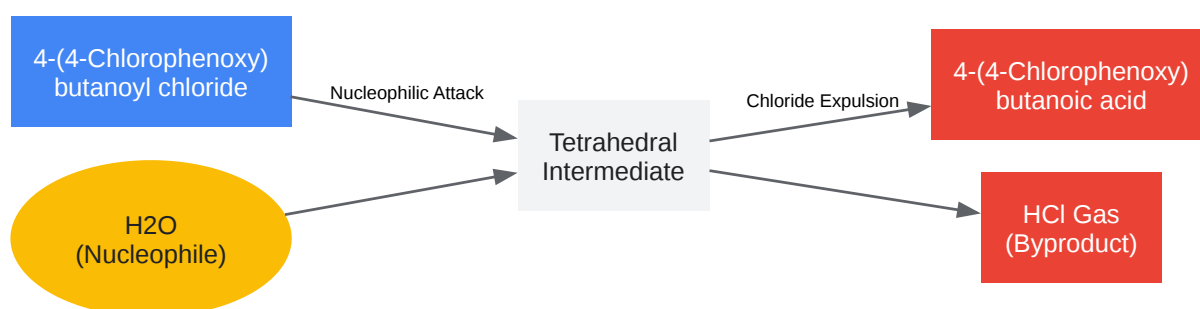 4-(4-Chlorophenoxy)
butanoyl chloride
Nucleophilic Attack
H2O
(Nucleophile)
Tetrahedral
Intermediate
Chloride Expulsion
4-(4-Chlorophenoxy)
butanoic acid
HCl Gas
(Byproduct)